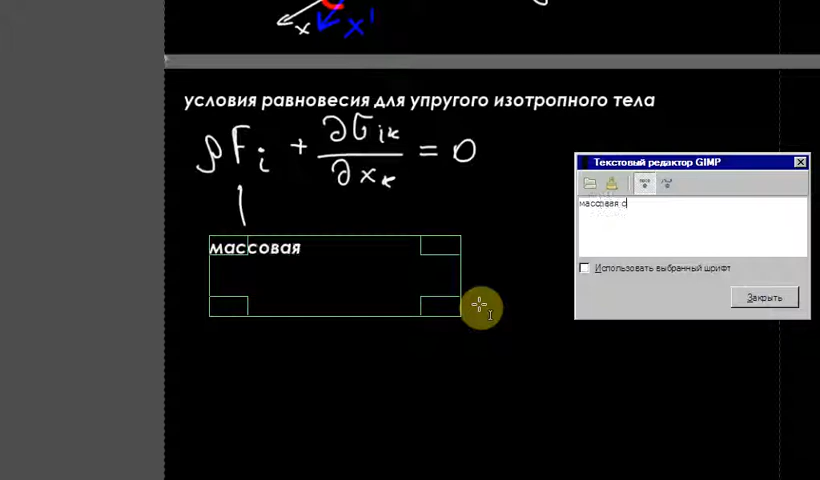 x x'
условия равновесия для упругого изотропного тела
ρFᵢ + ∂σᵢₖ/∂xₖ = 0
массовая
Текстовый редактор GIMP
массовая с
Использовать выбранный шрифт
Закрыть